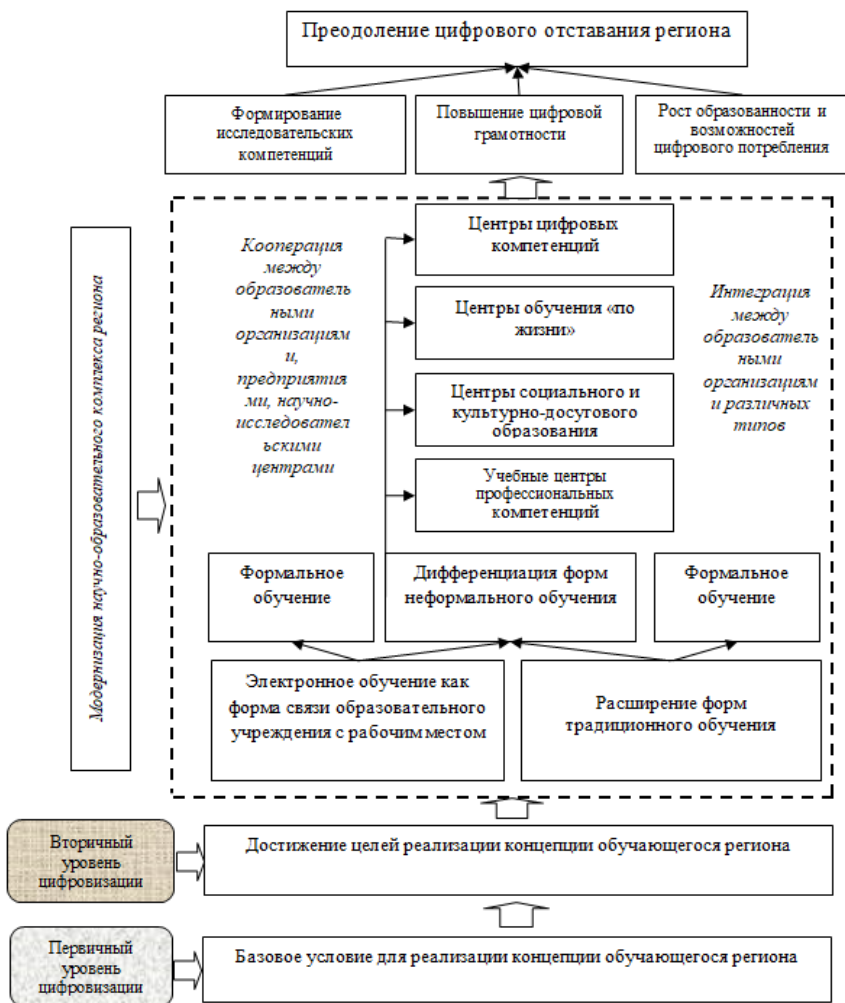 Преодоление цифрового отставания региона
Формирование
исследовательских
компетенций
Повышение цифровой
грамотности
Рост образованности и
возможностей
цифрового потребления
Модернизация научно-образовательного комплекса региона
Кооперация
между
образователь
ными
организациям
и,
предприятия
ми, научно-
исследовател
ьскими
центрами
Центры цифровых
компетенций
Центры обучения «по
жизни»
Центры социального и
культурно-досугового
образования
Учебные центры
профессиональных
компетенций
Интеграция
между
образователь
ными
организациям
и различных
типов
Формальное
обучение
Дифференциация форм
неформального обучения
Формальное
обучение
Электронное обучение как
форма связи образовательного
учреждения с рабочим местом
Расширение форм
традиционного обучения
Вторичный
уровень
цифровизации
Достижение целей реализации концепции обучающегося региона
Первичный
уровень
цифровизации
Базовое условие для реализации концепции обучающегося региона